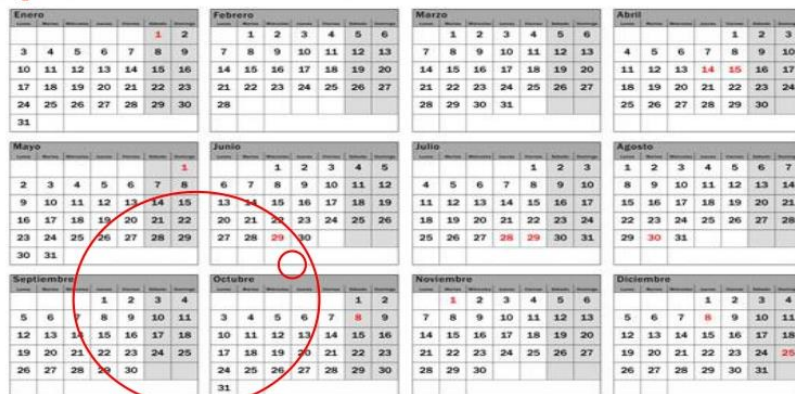 Enero
1 2
3 4 5 6 7 8 9
10 11 12 13 14 15 16
17 18 19 20 21 22 23
24 25 26 27 28 29 30
31
Febrero
1 2 3 4 5 6
7 8 9 10 11 12 13
14 15 16 17 18 19 20
21 22 23 24 25 26 27
28
Marzo
1 2 3 4 5 6
7 8 9 10 11 12 13
14 15 16 17 18 19 20
21 22 23 24 25 26 27
28 29 30 31
Abril
1 2 3
4 5 6 7 8 9 10
11 12 13 14 15 16 17
18 19 20 21 22 23 24
25 26 27 28 29 30
Mayo
1
2 3 4 5 6 7 8
9 10 11 12 13 14 15
16 17 18 19 20 21 22
23 24 25 26 27 28 29
30 31
Junio
1 2 3 4 5
6 7 8 9 10 11 12
13 14 15 16 17 18 19
20 21 22 23 24 25 26
27 28 29 30
Julio
1 2 3
4 5 6 7 8 9 10
11 12 13 14 15 16 17
18 19 20 21 22 23 24
25 26 27 28 29 30 31
Agosto
1 2 3 4 5 6 7
8 9 10 11 12 13 14
15 16 17 18 19 20 21
22 23 24 25 26 27 28
29 30 31
Septiembre
1 2 3 4
5 6 7 8 9 10 11
12 13 14 15 16 17 18
19 20 21 22 23 24 25
26 27 28 29 30
Octubre
1 2
3 4 5 6 7 8 9
10 11 12 13 14 15 16
17 18 19 20 21 22 23
24 25 26 27 28 29 30
31
Noviembre
1 2 3 4 5 6
7 8 9 10 11 12 13
14 15 16 17 18 19 20
21 22 23 24 25 26 27
28 29 30
Diciembre
1 2 3 4
5 6 7 8 9 10 11
12 13 14 15 16 17 18
19 20 21 22 23 24 25
26 27 28 29 30 31